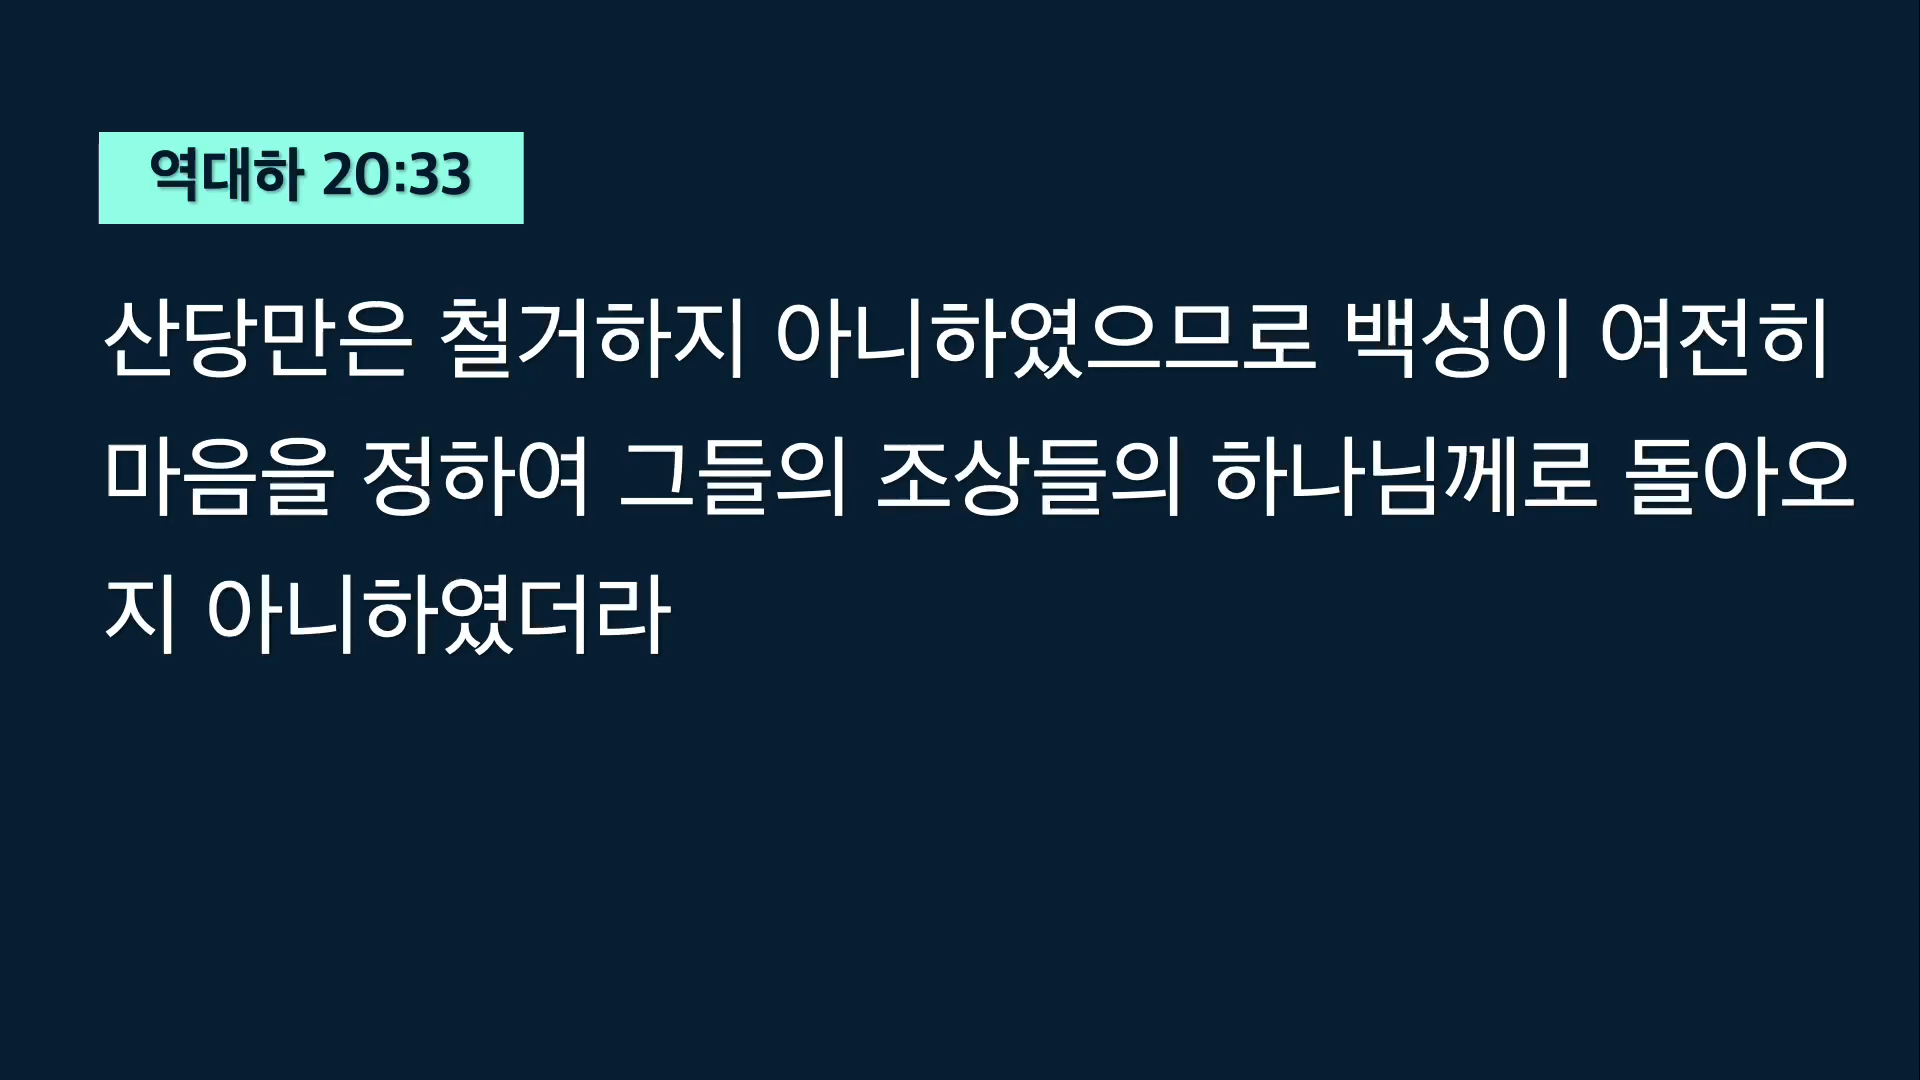 역대하 20:33
산당만은 철거하지 아니하였으므로 백성이 여전히
마음을 정하여 그들의 조상들의 하나님께로 돌아오
지 아니하였더라